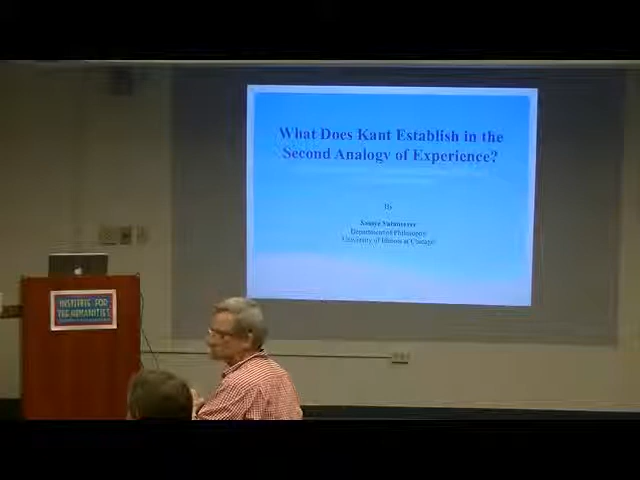 What Does Kant Establish in the
Second Analogy of Experience?
By
Department of Philosophy
University of Illinois at Chicago
INSTITUTE FOR
THE HUMANITIES